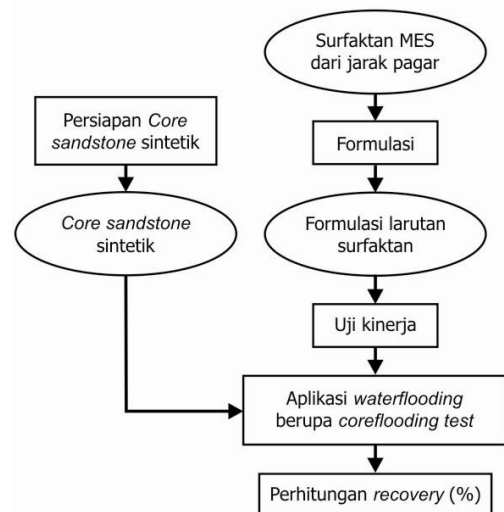 Surfaktan MES
dari jarak pagar
Persiapan Core
sandstone sintetik
Formulasi
Core sandstone
sintetik
Formulasi larutan
surfaktan
Uji kinerja
Aplikasi waterflooding
berupa coreflooding test
Perhitungan recovery (%)